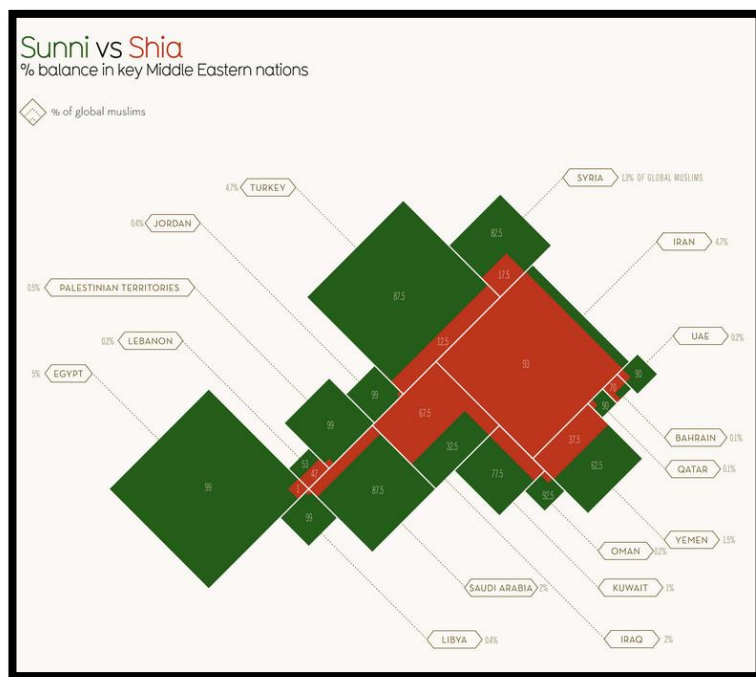 Sunni vs Shia
% balance in key Middle Eastern nations
% of global muslims
SYRIA 1.3% OF GLOBAL MUSLIMS
4.7% TURKEY
0.4% JORDAN
82.5
IRAN 4.7%
17.5
0.5% PALESTINIAN TERRITORIES
87.5
UAE 0.2%
0.2% LEBANON
12.5
93
90
5% EGYPT
99
70
90
67.5
BAHRAIN 0.1%
99
32.5
37.5
QATAR 0.1%
53
47
77.5
62.5
99
1
87.5
92.5
99
YEMEN 1.5%
OMAN 0.2%
SAUDI ARABIA 2%
KUWAIT 1%
LIBYA 0.4%
IRAQ 2%